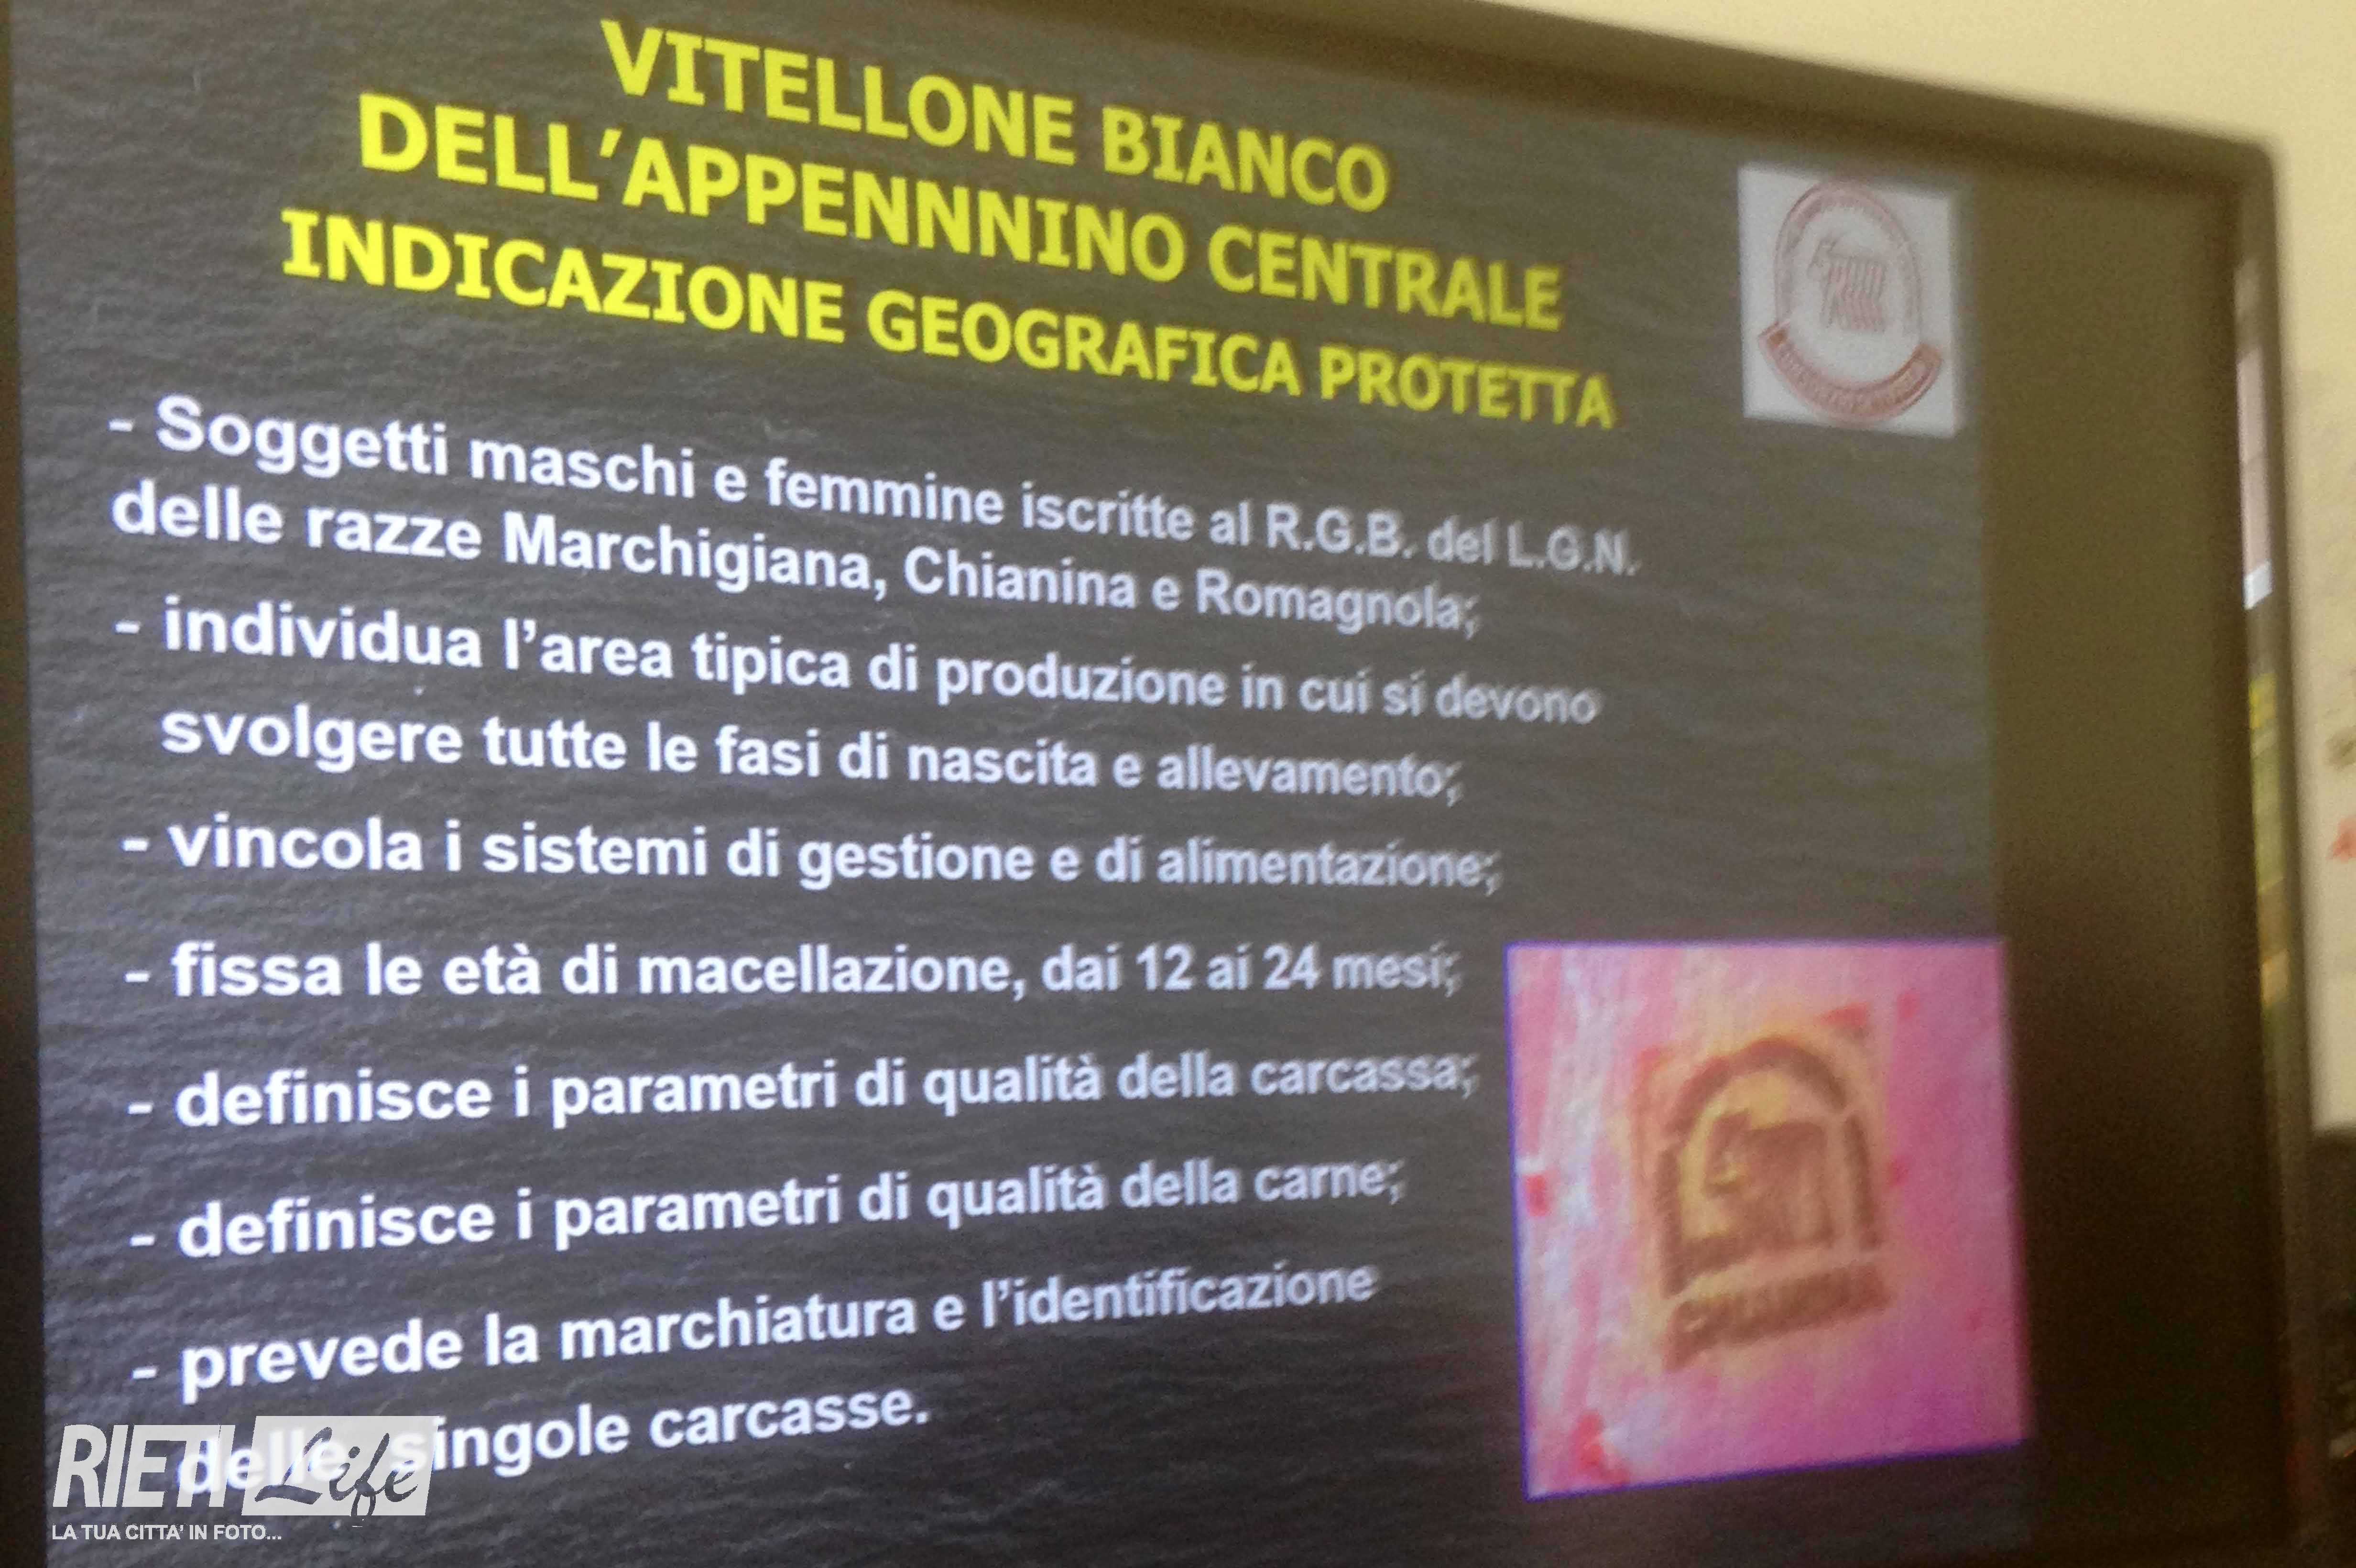 VITELLONE BIANCO
DELL'APPENNNINO CENTRALE
INDICAZIONE GEOGRAFICA PROTETTA
- Soggetti maschi e femmine iscritte al R.G.B. del L.G.N.
delle razze Marchigiana, Chianina e Romagnola;
- individua l'area tipica di produzione in cui si devono
svolgere tutte le fasi di nascita e allevamento;
- vincola i sistemi di gestione e di alimentazione;
- fissa le età di macellazione, dai 12 ai 24 mesi;
- definisce i parametri di qualità della carcassa;
- definisce i parametri di qualità della carne;
- prevede la marchiatura e l'identificazione
delle singole carcasse.
RIETI Life
LA TUA CITTA' IN FOTO...